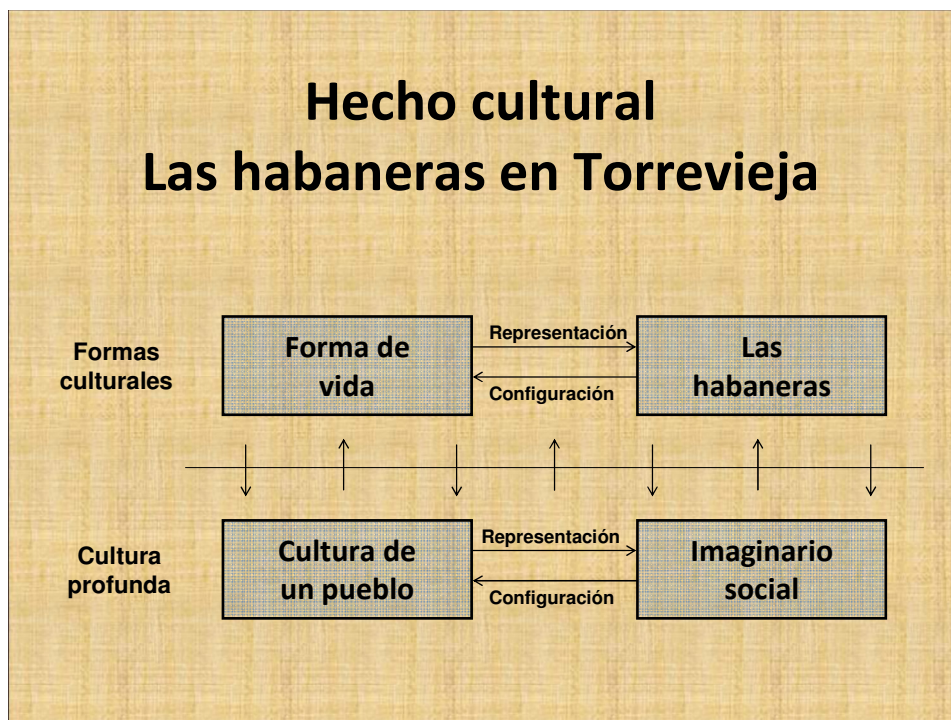 Hecho cultural
Las habaneras en Torrevieja
Formas
culturales
Forma de
vida
Representación
Configuración
Las
habaneras
Cultura
profunda
Cultura de
un pueblo
Representación
Configuración
Imaginario
social